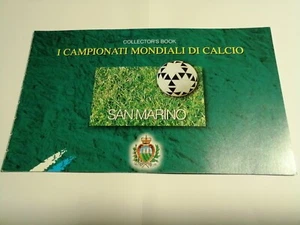 COLLECTOR'S BOOK
I CAMPIONATI MONDIALI DI CALCIO
SAN MARINO